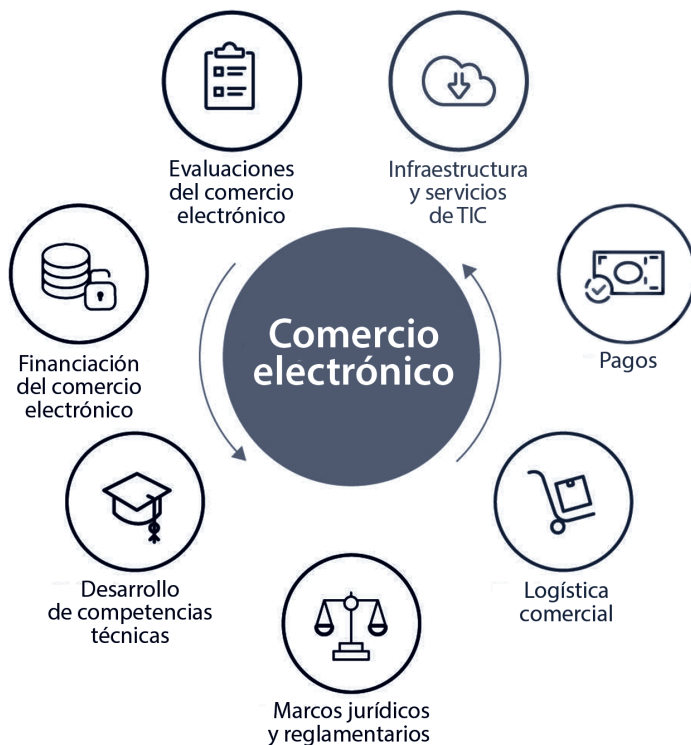 Evaluaciones
del comercio
electrónico
Infraestructura
y servicios
de TIC
Financiación
del comercio
electrónico
Comercio
electrónico
Pagos
Desarrollo
de competencias
técnicas
Logística
comercial
Marcos jurídicos
y reglamentarios